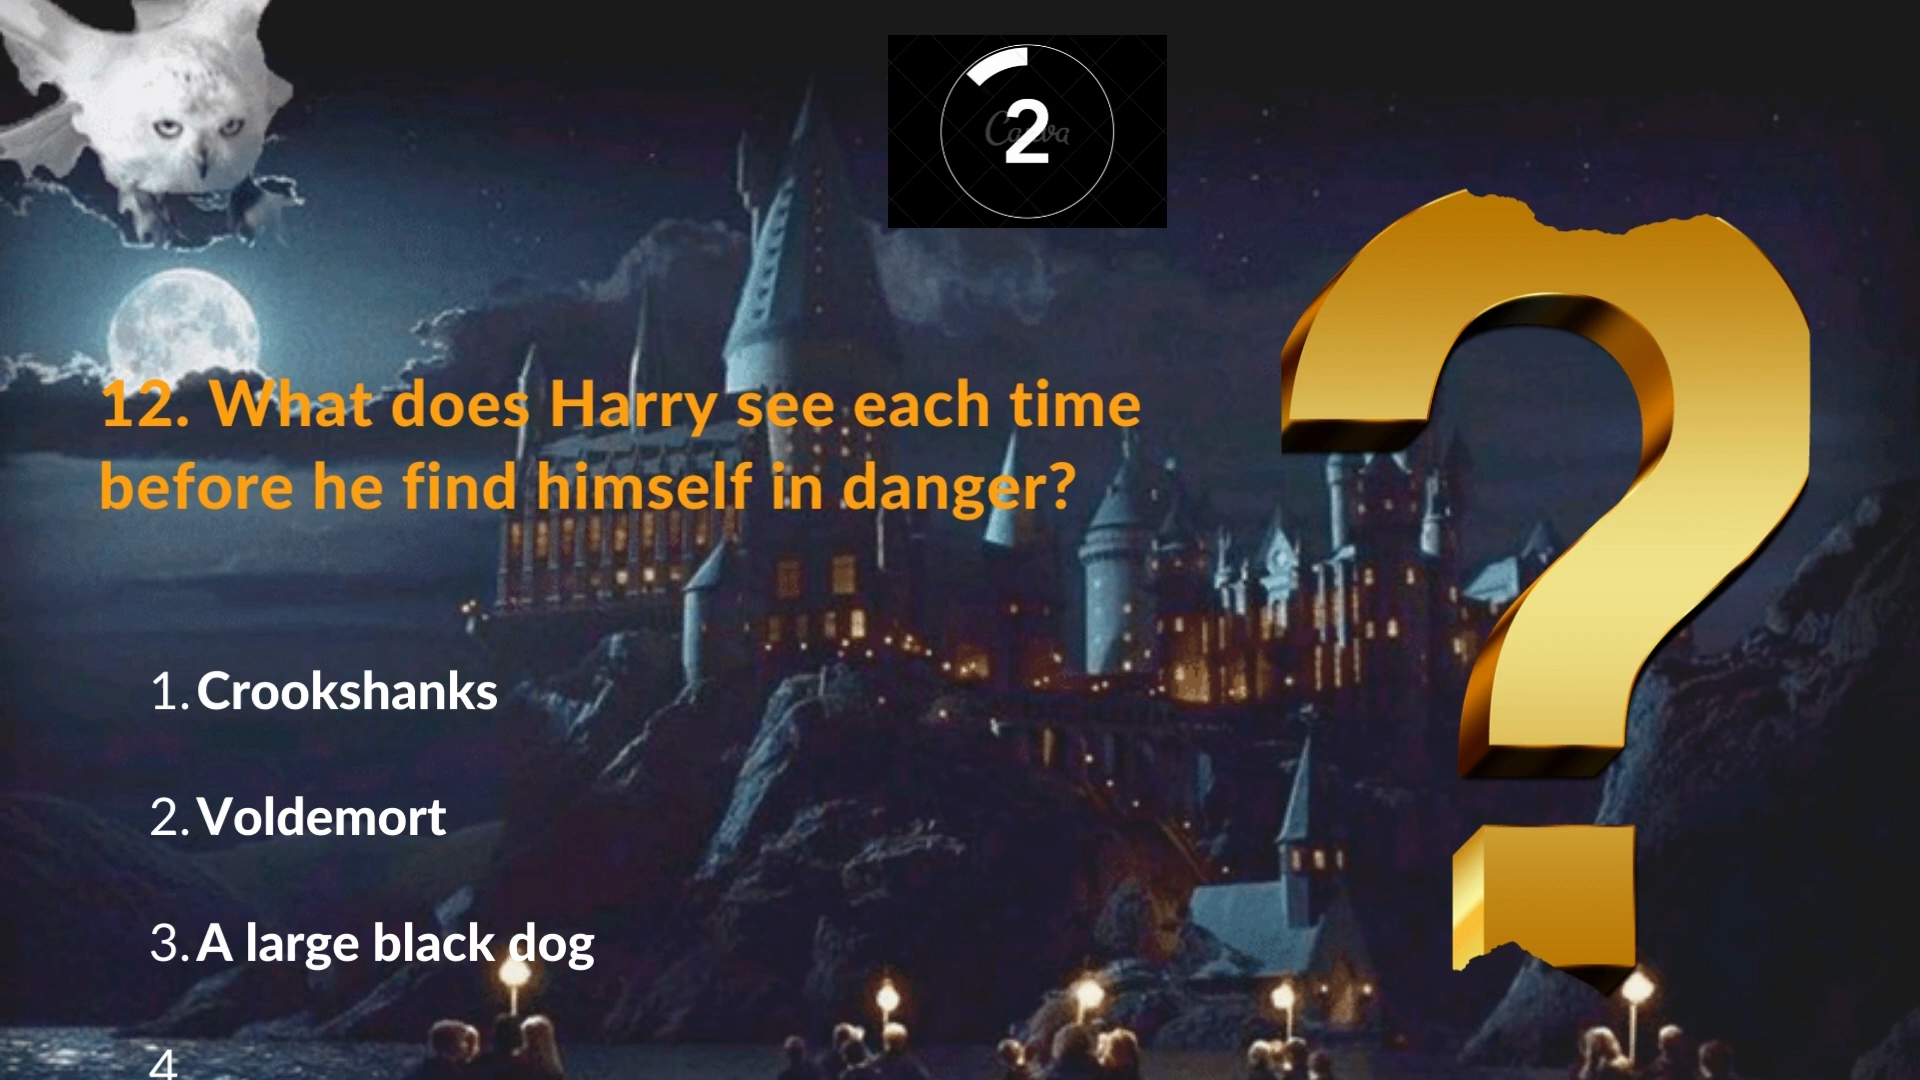 2
Canva
12. What does Harry see each time
before he find himself in danger?
1. Crookshanks
2. Voldemort
3. A large black dog
4